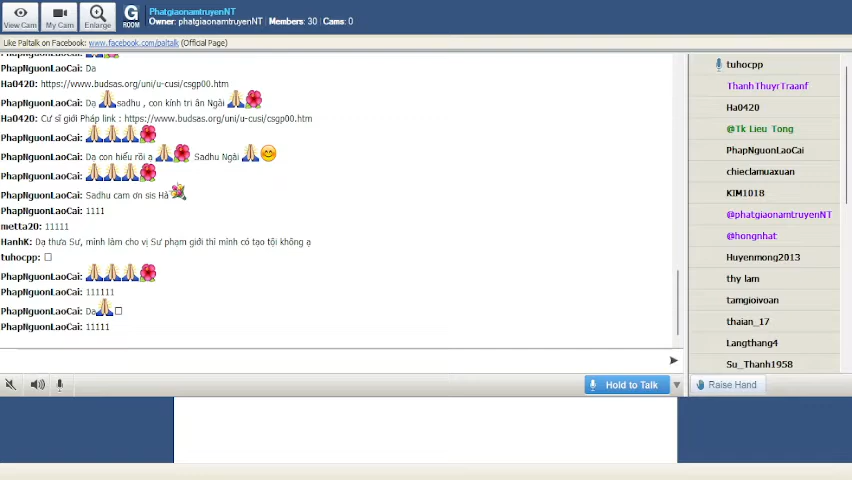 PhatgiaonamtruyenNT
Owner: phatgiaonamtruyenNT | Members: 30 | Cams: 0
View Cam
My Cam
Enlarge
G
ROOM
Like Paltalk on Facebook: www.facebook.com/paltalk (Official Page)
PhapNguonLaoCai: Da
Ha0420: https://www.budsas.org/uni/u-cusi/csgp00.htm
PhapNguonLaoCai: Dạ sadhu , con kính tri ân Ngài
Ha0420: Cư sĩ giới Pháp link : https://www.budsas.org/uni/u-cusi/csgp00.htm
PhapNguonLaoCai:
PhapNguonLaoCai: Dạ con hiểu rồi ạ Sadhu Ngài
PhapNguonLaoCai:
PhapNguonLaoCai: Sadhu cam ơn sis Hà
PhapNguonLaoCai: 1111
metta20: 11111
HanhK: Dạ thưa Sư, mình làm cho vị Sư phạm giới thì mình có tạo tội không ạ
tuhocpp:
PhapNguonLaoCai:
PhapNguonLaoCai: 111111
PhapNguonLaoCai: Da
PhapNguonLaoCai: 11111
tuhocpp
ThanhThuyrTraanf
Ha0420
@Tk Lieu Tong
PhapNguonLaoCai
chieclamuaxuan
KIM1018
@phatgiaonamtruyenNT
@hongnhat
Huyenmong2013
thy lam
tamgioivoan
thaian_17
Langthang4
Su_Thanh1958
Hold to Talk
Raise Hand